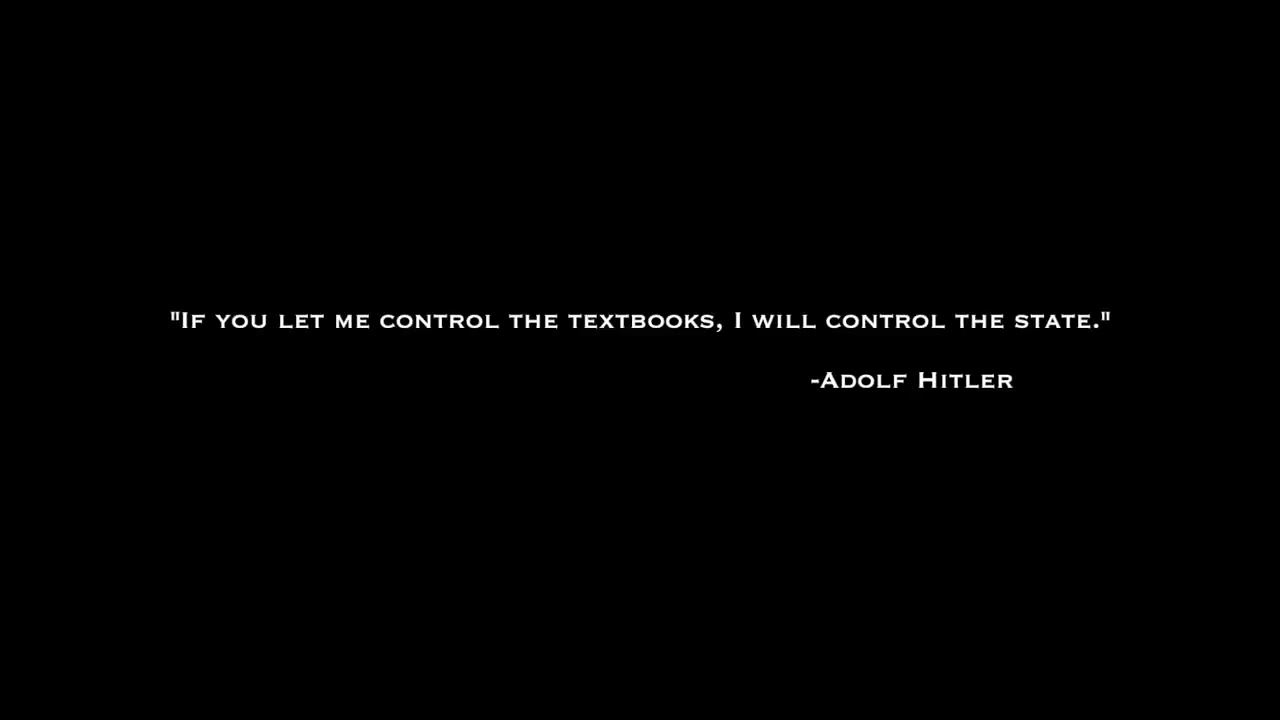 "If you let me control the textbooks, I will control the state."
-Adolf Hitler